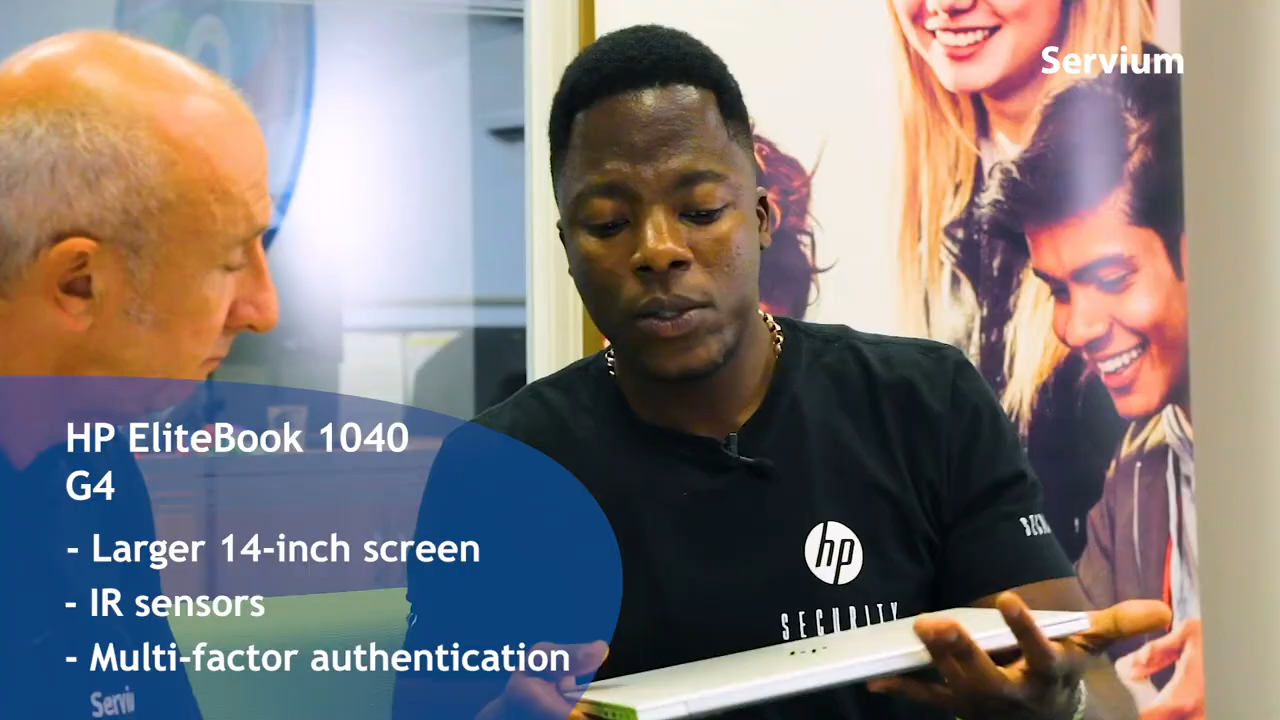 Servium
HP EliteBook 1040
G4
- Larger 14-inch screen
- IR sensors
- Multi-factor authentication
hp
SECURITY